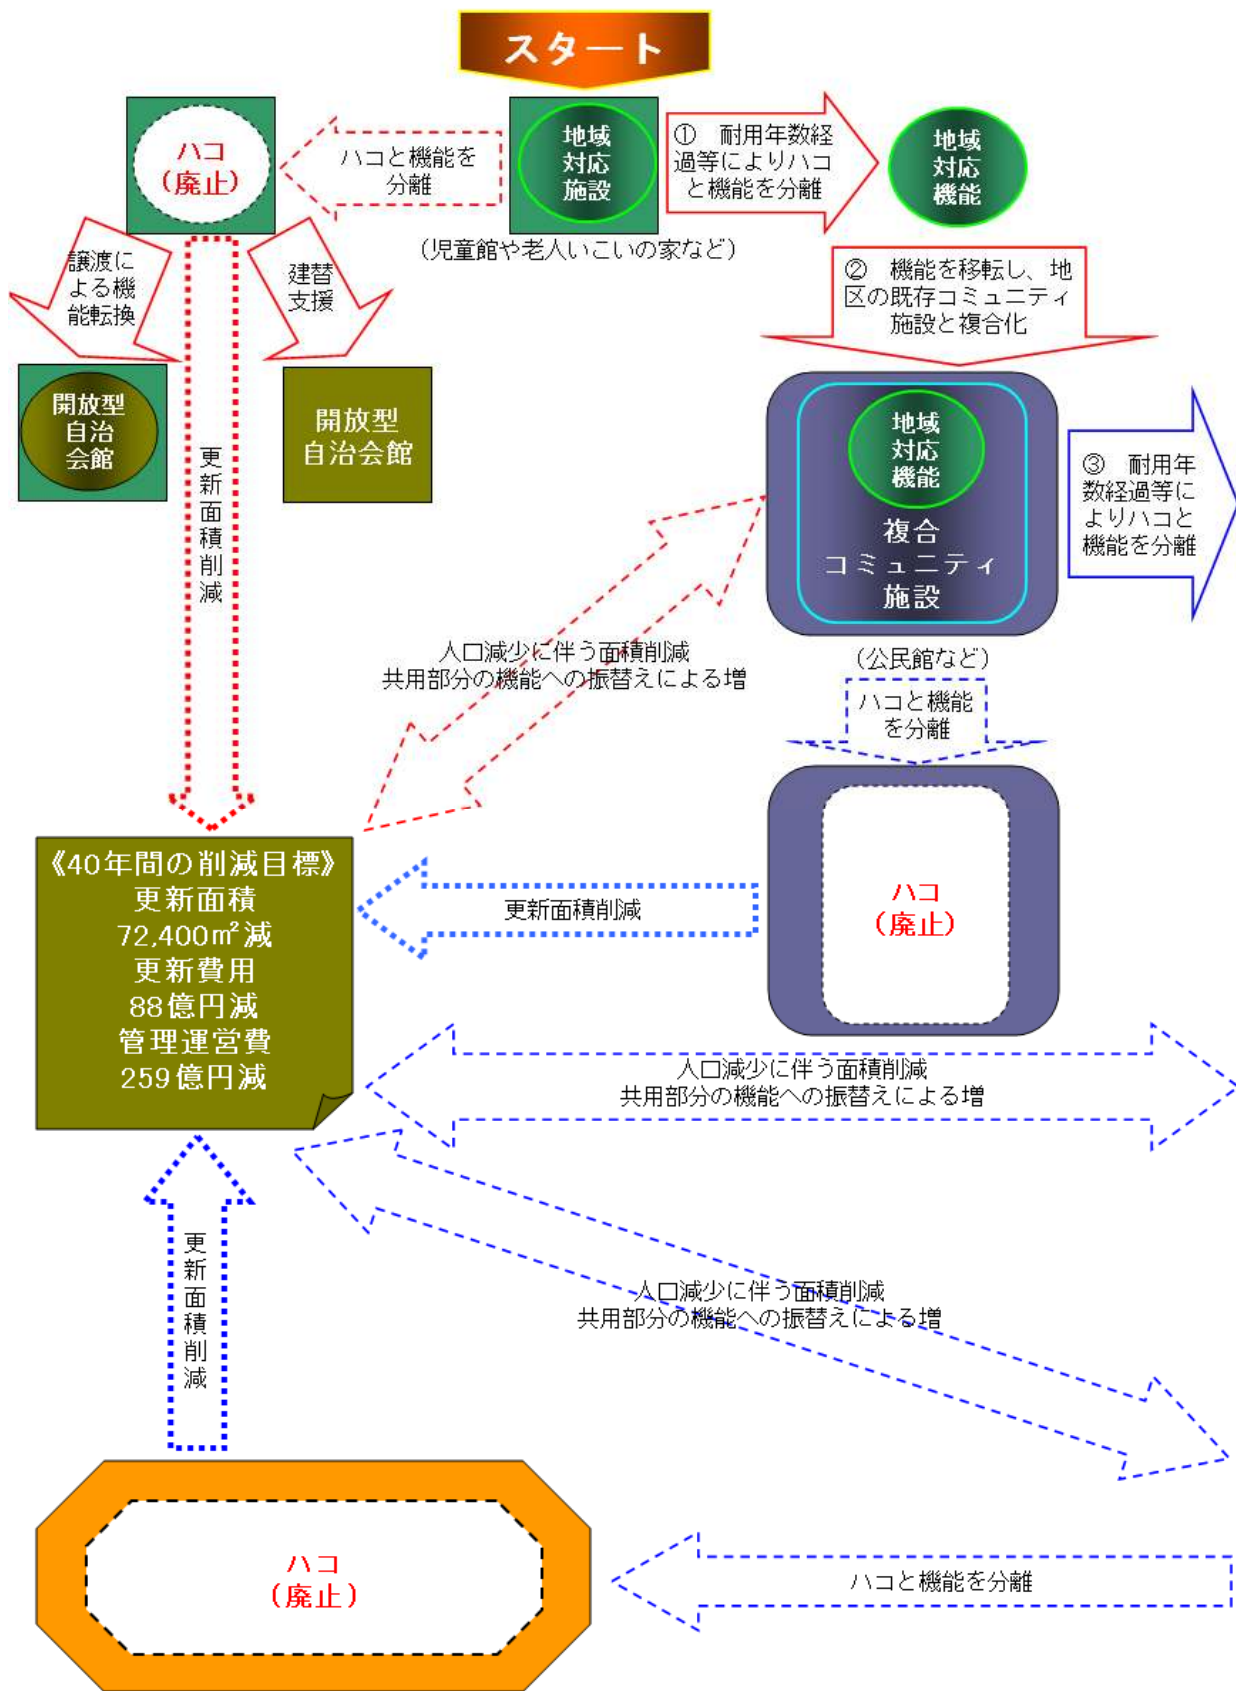 スタート
ハコ
（廃止）
ハコと機能を
分離
地域
対応
施設
① 耐用年数経
過等によりハコ
と機能を分離
地域
対応
機能
（児童館や老人いこいの家など）
譲渡に
よる機
能転換
建替
支援
② 機能を移転し、地
区の既存コミュニティ
施設と複合化
開放型
自治
会館
開放型
自治会館
更新面積削減
地域
対応
機能
複合
コミュニティ
施設
③ 耐用年
数経過等に
よりハコと
機能を分離
人口減少に伴う面積削減
共用部分の機能への振替えによる増
（公民館など）
ハコと機能
を分離
《40年間の削減目標》
更新面積
72,400㎡減
更新費用
88億円減
管理運営費
259億円減
更新面積削減
ハコ
（廃止）
人口減少に伴う面積削減
共用部分の機能への振替えによる増
更新面積削減
人口減少に伴う面積削減
共用部分の機能への振替えによる増
ハコ
（廃止）
ハコと機能を分離